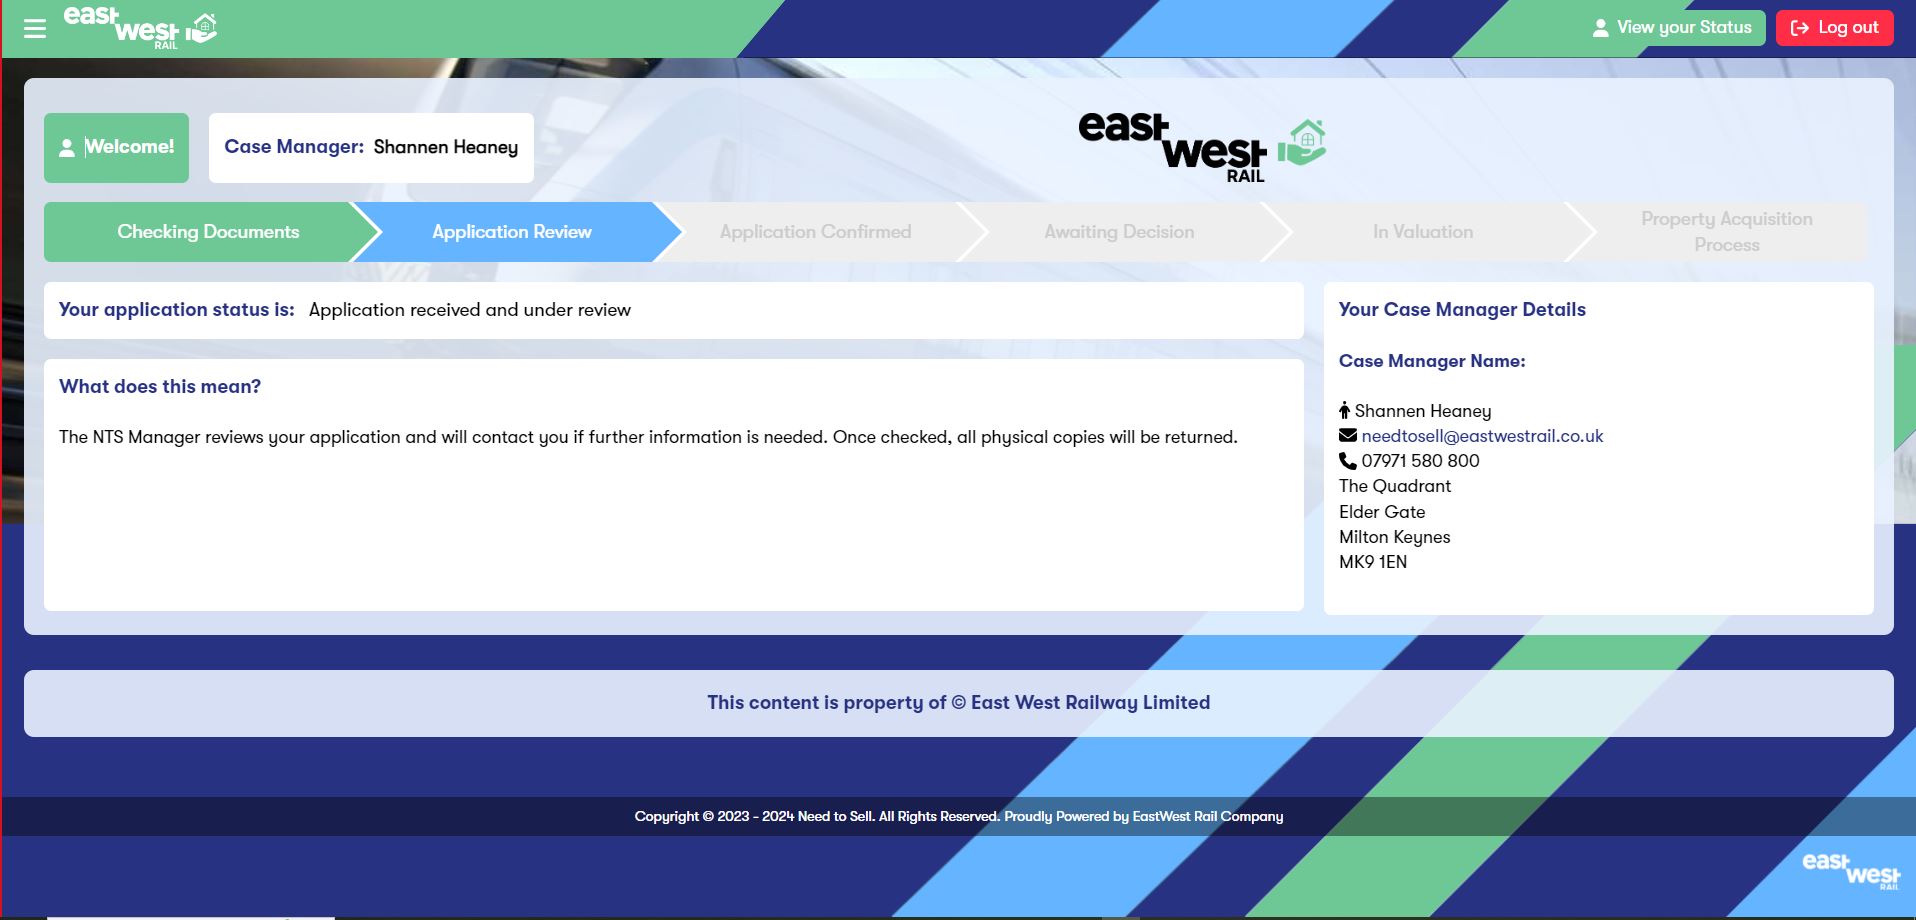 east
west
RAIL
View your Status
Log out
Welcome!
Case Manager: Shannen Heaney
east
west
RAIL
Checking Documents
Application Review
Application Confirmed
Awaiting Decision
In Valuation
Property Acquisition
Process
Your application status is: Application received and under review
What does this mean?
The NTS Manager reviews your application and will contact you if further information is needed. Once checked, all physical copies will be returned.
Your Case Manager Details
Case Manager Name:
Shannen Heaney
needtosell@eastwestrail.co.uk
07971 580 800
The Quadrant
Elder Gate
Milton Keynes
MK9 1EN
This content is property of © East West Railway Limited
Copyright © 2023 - 2024 Need to Sell. All Rights Reserved. Proudly Powered by EastWest Rail Company
east
west
RAIL